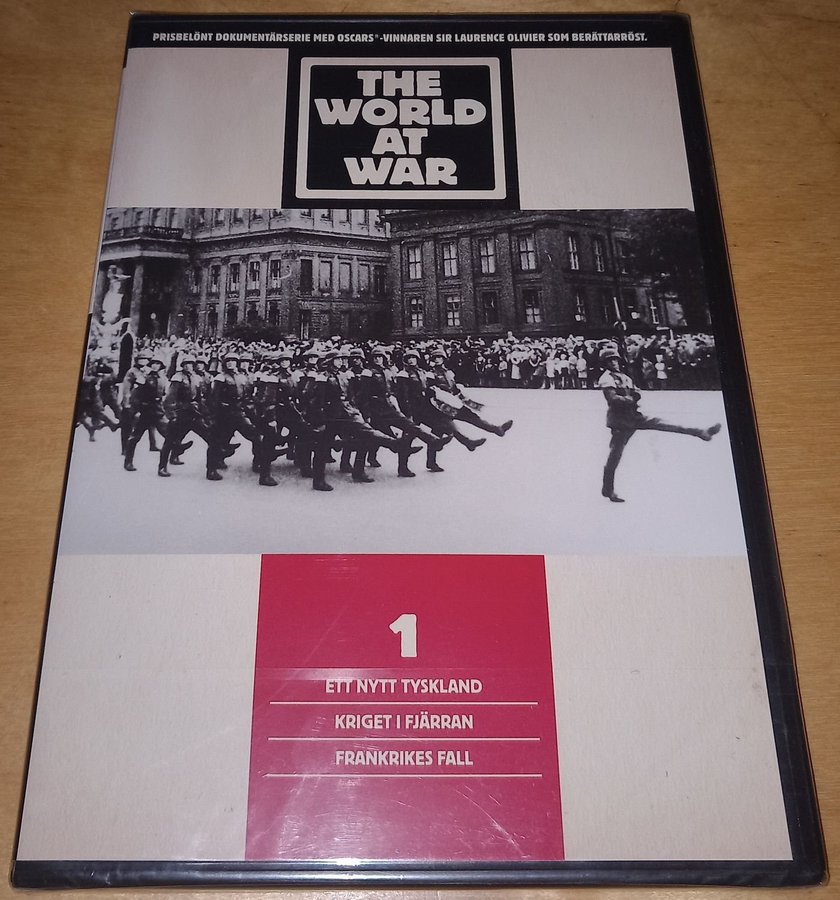 PRISBELÖNT DOKUMENTÄRSERIE MED OSCARS®-VINNAREN SIR LAURENCE OLIVIER SOM BERÄTTARRÖST.
THE
WORLD
AT
WAR
1
ETT NYTT TYSKLAND
KRIGET I FJÄRRAN
FRANKRIKES FALL